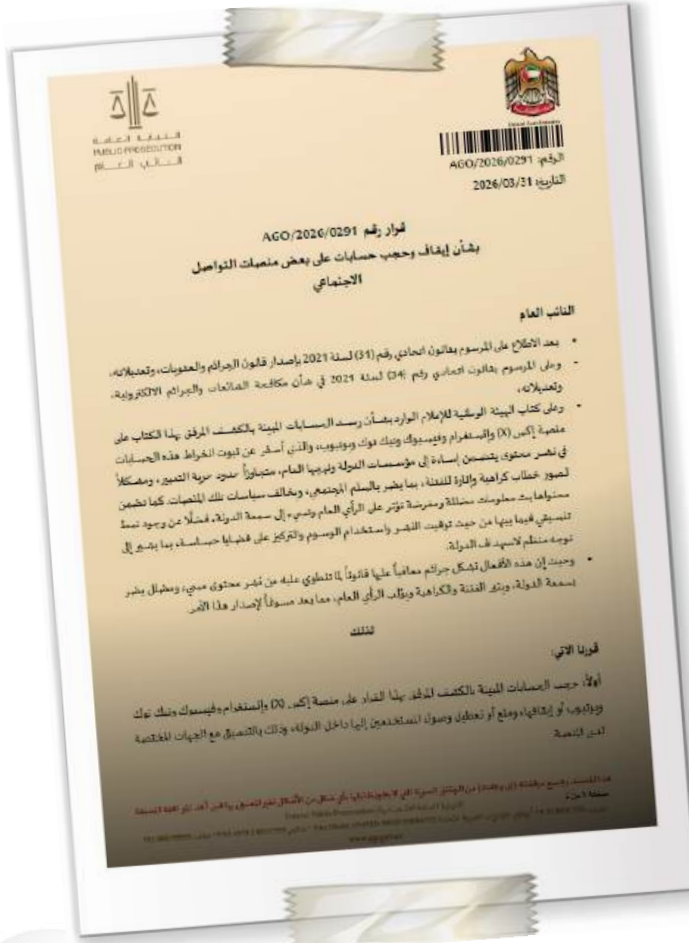 النيابة العامة
PUBLIC PROSECUTION
النائب العام
United Arab Emirates
الرقم: AGO/2026/0291
التاريخ: 2026/03/31
قرار رقم AGO/2026/0291
بشأن إيقاف وحجب حسابات على بعض منصات التواصل
الاجتماعي
النائب العام
• بعد الاطلاع على المرسوم بقانون اتحادي رقم (31) لسنة 2021 بإصدار قانون الجرائم والعقوبات، وتعديلاته،
- وعلى المرسوم بقانون اتحادي رقم (34) لسنة 2021 في شأن مكافحة الشائعات والجرائم الالكترونية،
وتعديلاته،
- وعلى كتاب الهيئة الوطنية للإعلام الوارد بشأن رصد الحسابات المبينة بالكشف المرفق بهذا الكتاب على
منصة إكس (X) وإنستغرام وفيسبوك وتيك توك ويوتيوب، والذي أسفر عن ثبوت انخراط هذه الحسابات
في نشر محتوى يتضمن إساءة إلى مؤسسات الدولة ونهجها العام، متجاوزاً حدود حرية التعبير، ومشكلاً
لصور خطاب كراهية وإثارة للفتنة، بما يضر بالسلم المجتمعي، ويخالف سياسات تلك المنصات. كما تضمن
محتواها بث معلومات مضللة ومغرضة تؤثر على الرأي العام وتسيء إلى سمعة الدولة، فضلًا عن وجود نمط
تنسيقي فيما بينها من حيث توقيت النشر واستخدام الوسوم والتركيز على قضايا حساسة، بما يشير إلى
توجه منظم لاستهداف الدولة.
• وحيث إن هذه الأفعال تشكل جرائم معاقباً عليها قانوناً لما تنطوي عليه من نشر محتوى مسيء ومضلل يضر
بسمعة الدولة، ويثير الفتنة والكراهية ويؤلب الرأي العام، مما يعد مسوغاً لإصدار هذا الأمر.
لذلك
قررنا الآتي:
أولاً: حجب الحسابات المبينة بالكشف المرفق بهذا القرار على منصة إكس (X) وإنستغرام وفيسبوك وتيك توك
ويوتيوب أو إيقافها، ومنع أو تعطيل وصول المستخدمين إليها داخل الدولة، وذلك بالتنسيق مع الجهات المختصة